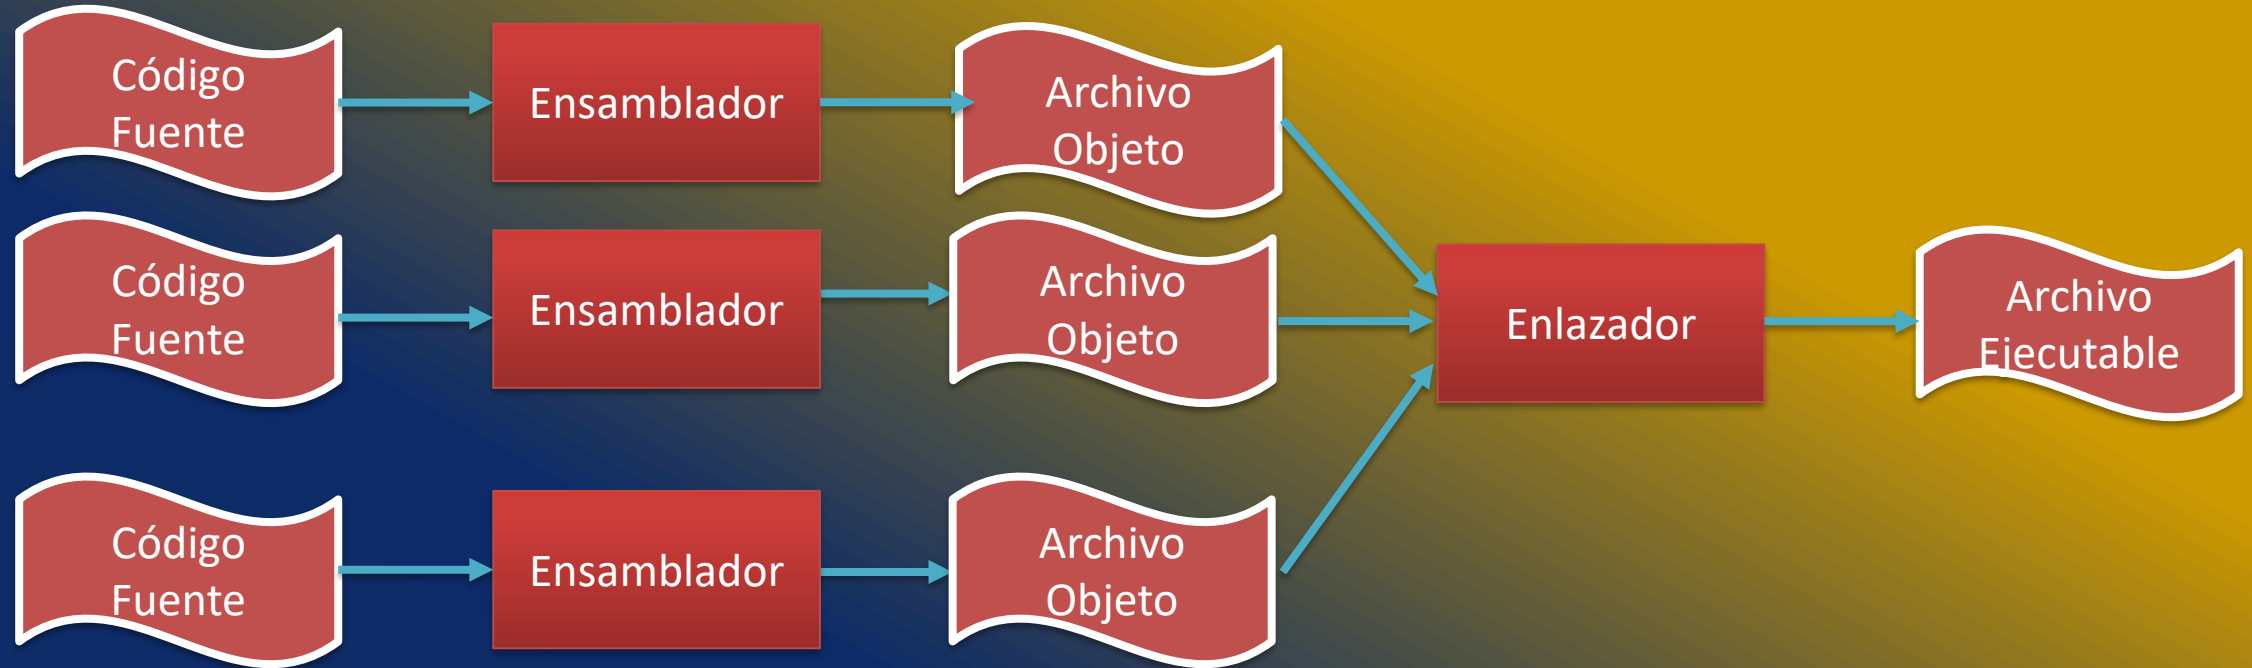 Código
Fuente
Ensamblador
Archivo
Objeto
Código
Fuente
Ensamblador
Archivo
Objeto
Enlazador
Archivo
Ejecutable
Código
Fuente
Ensamblador
Archivo
Objeto